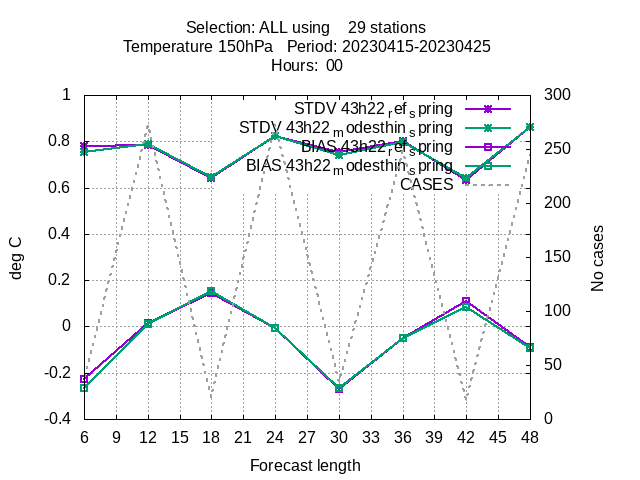 Selection: ALL using 29 stations
Temperature 150hPa Period: 20230415-20230425
Hours: 00
1 300
STDV 43h22_ref_spring
STDV 43h22_modesthin_spring
0.8 250
BIAS 43h22_ref_spring
BIAS 43h22_modesthin_spring
0.6 CASES
200
0.4
deg C No cases
150
0.2
0 100
-0.2 50
-0.4 0
6 9 12 15 18 21 24 27 30 33 36 39 42 45 48
Forecast length